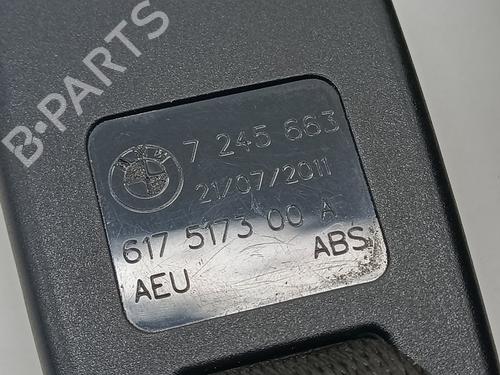 B-PARTS
7 245 663
21/07/2011
617 5173 00 A
AEU ABS